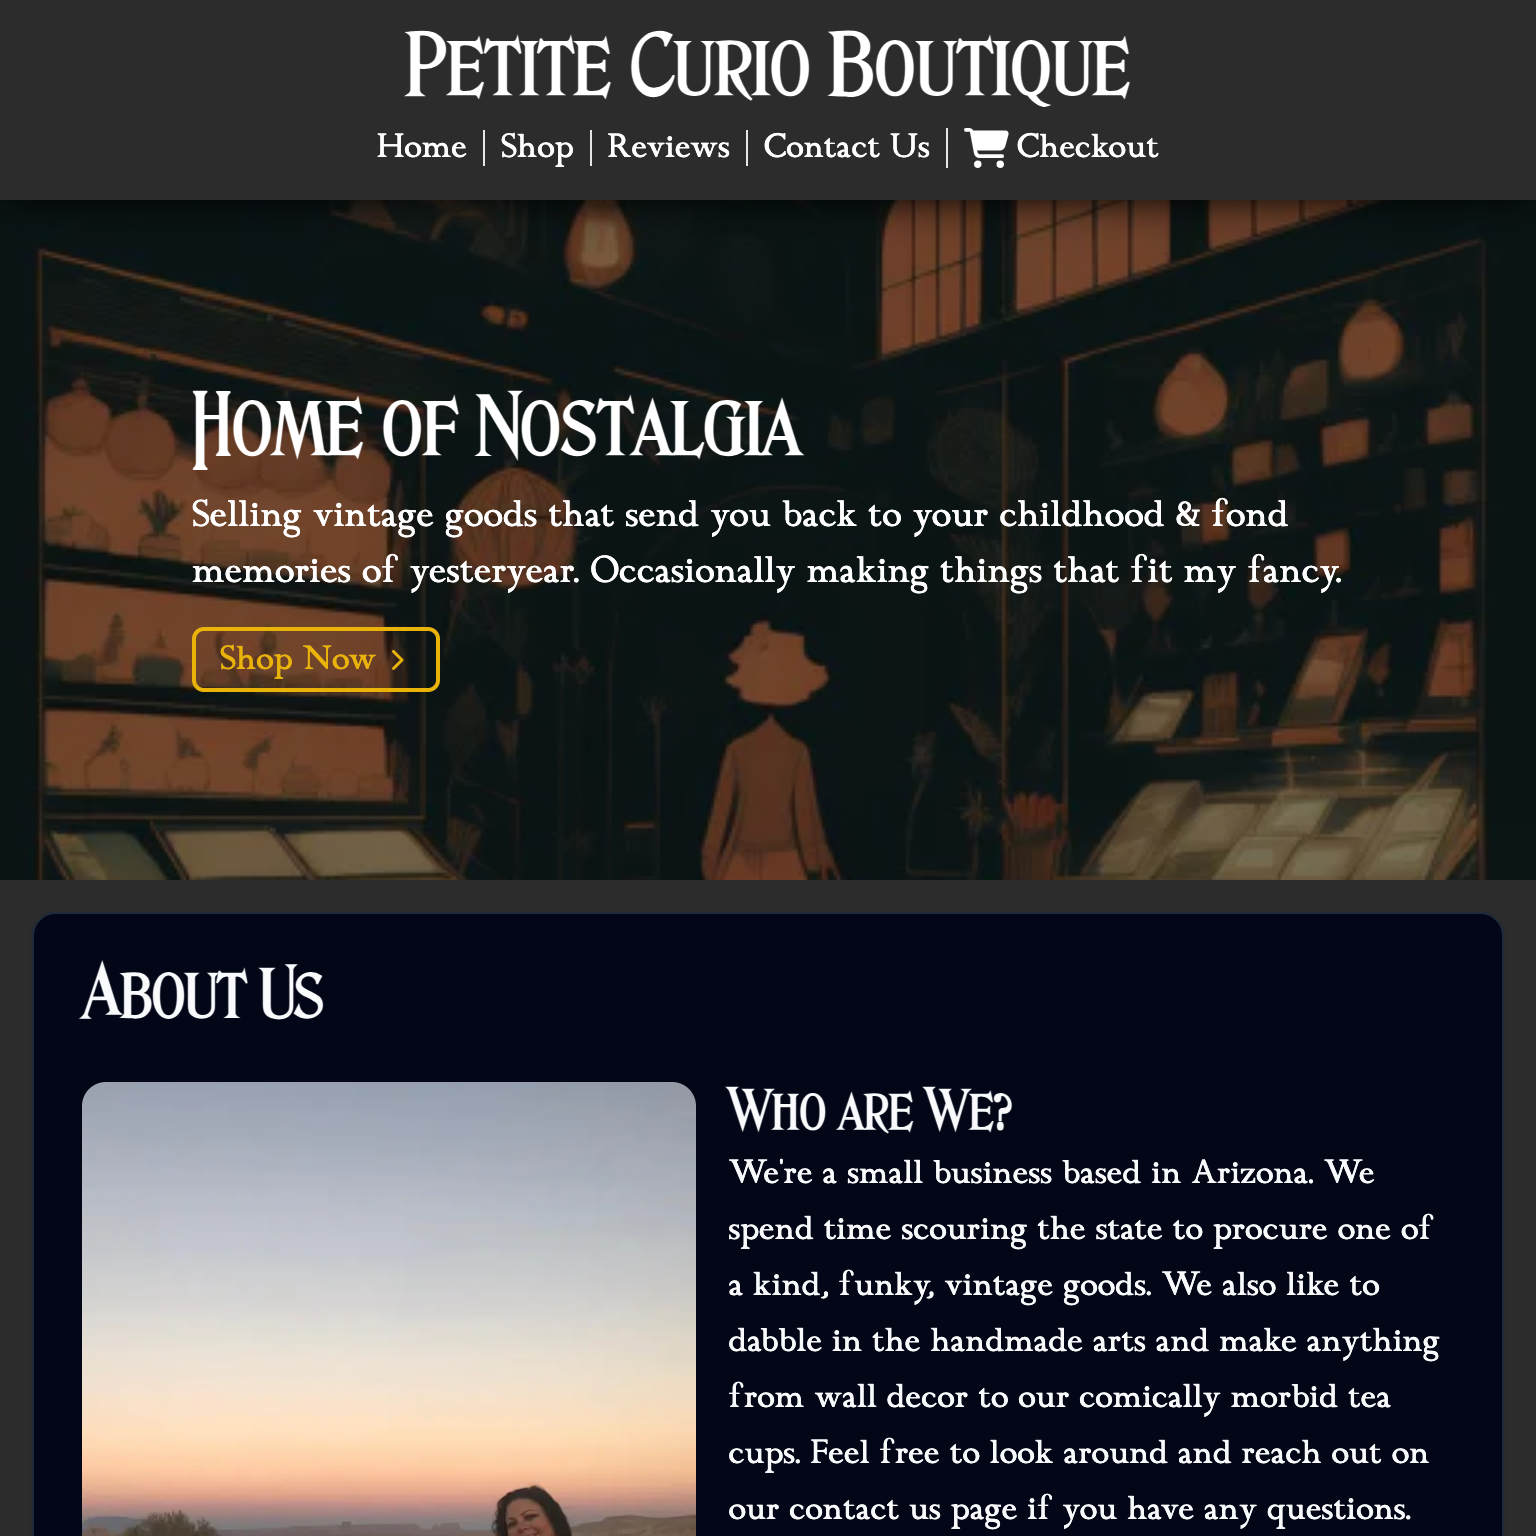 Petite Curio Boutique
Home | Shop | Reviews | Contact Us | Checkout
Home of Nostalgia
Selling vintage goods that send you back to your childhood & fond
memories of yesteryear. Occasionally making things that fit my fancy.
Shop Now >
About Us
Who are We?
We're a small business based in Arizona. We
spend time scouring the state to procure one of
a kind, funky, vintage goods. We also like to
dabble in the handmade arts and make anything
from wall decor to our comically morbid tea
cups. Feel free to look around and reach out on
our contact us page if you have any questions.